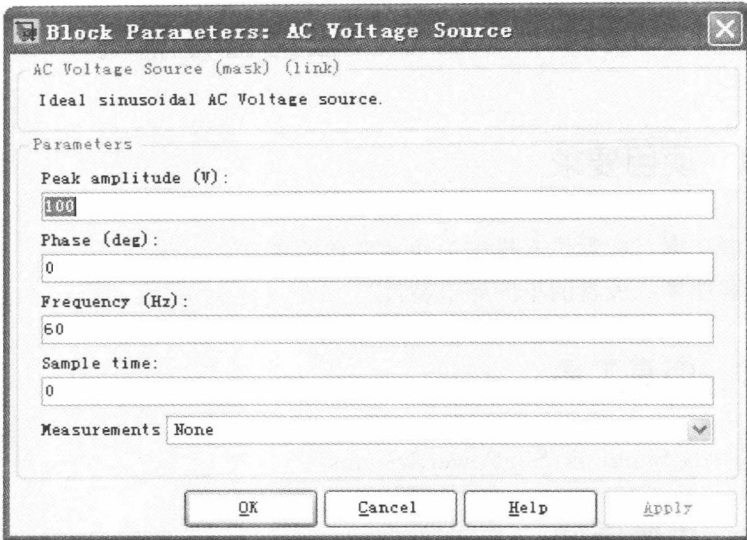 Block Parameters: AC Voltage Source
AC Voltage Source (mask) (link)
Ideal sinusoidal AC Voltage source.
Parameters
Peak amplitude (V):
100
Phase (deg):
0
Frequency (Hz):
60
Sample time:
0
Measurements None
OK Cancel Help Apply